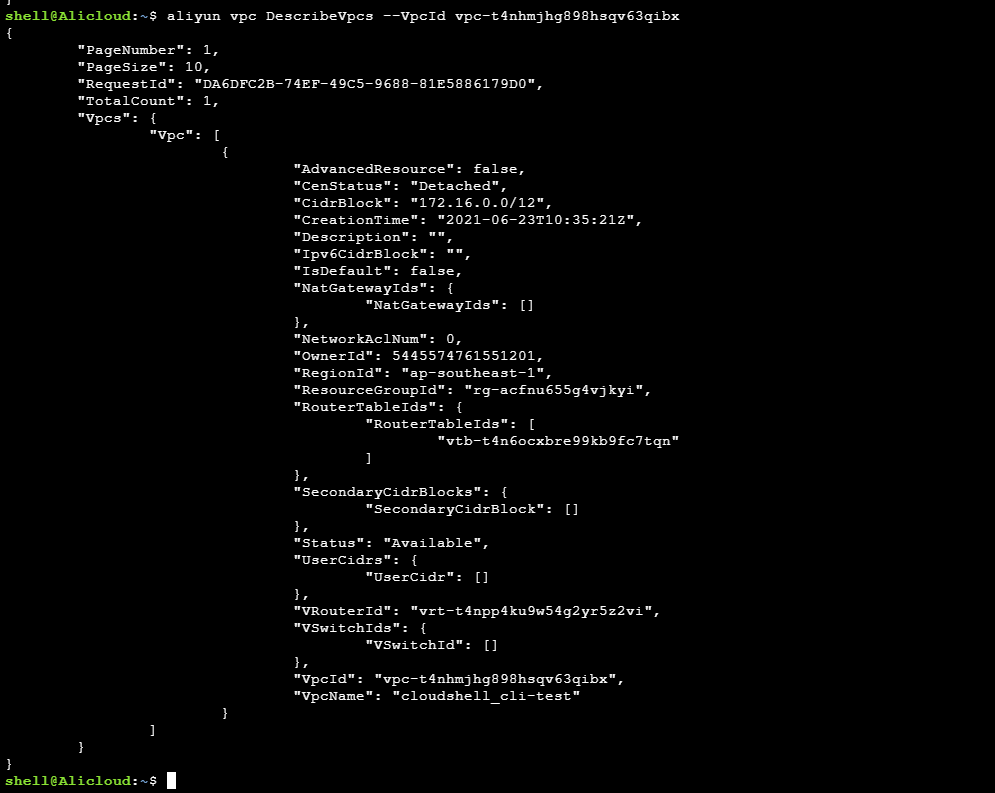 ]
shell@Alicloud:~$ aliyun vpc DescribeVpcs --VpcId vpc-t4nhmjhg898hsqv63qibx
{
        "PageNumber": 1,
        "PageSize": 10,
        "RequestId": "DA6DFC2B-74EF-49C5-9688-81E5886179D0",
        "TotalCount": 1,
        "Vpcs": {
                "Vpc": [
                        {
                                "AdvancedResource": false,
                                "CenStatus": "Detached",
                                "CidrBlock": "172.16.0.0/12",
                                "CreationTime": "2021-06-23T10:35:21Z",
                                "Description": "",
                                "Ipv6CidrBlock": "",
                                "IsDefault": false,
                                "NatGatewayIds": {
                                        "NatGatewayIds": []
                                },
                                "NetworkAclNum": 0,
                                "OwnerId": 5445574761551201,
                                "RegionId": "ap-southeast-1",
                                "ResourceGroupId": "rg-acfnu655g4vjkyi",
                                "RouterTableIds": {
                                        "RouterTableIds": [
                                                "vtb-t4n6ocxbre99kb9fc7tqn"
                                        ]
                                },
                                "SecondaryCidrBlocks": {
                                        "SecondaryCidrBlock": []
                                },
                                "Status": "Available",
                                "UserCidrs": {
                                        "UserCidr": []
                                },
                                "VRouterId": "vrt-t4npp4ku9w54g2yr5z2vi",
                                "VSwitchIds": {
                                        "VSwitchId": []
                                },
                                "VpcId": "vpc-t4nhmjhg898hsqv63qibx",
                                "VpcName": "cloudshell_cli-test"
                        }
                ]
        }
}
shell@Alicloud:~$